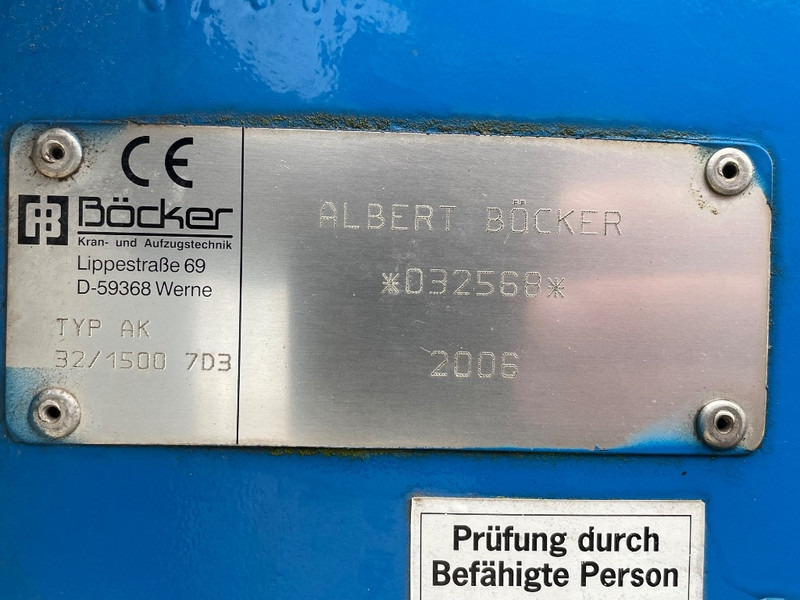 CE
Böcker
Kran- und Aufzugstechnik
Lippestraße 69
D-59368 Werne
TYP AK
32/1500 7D3
ALBERT BÖCKER
*032568*
2006
Prüfung durch
Befähigte Person